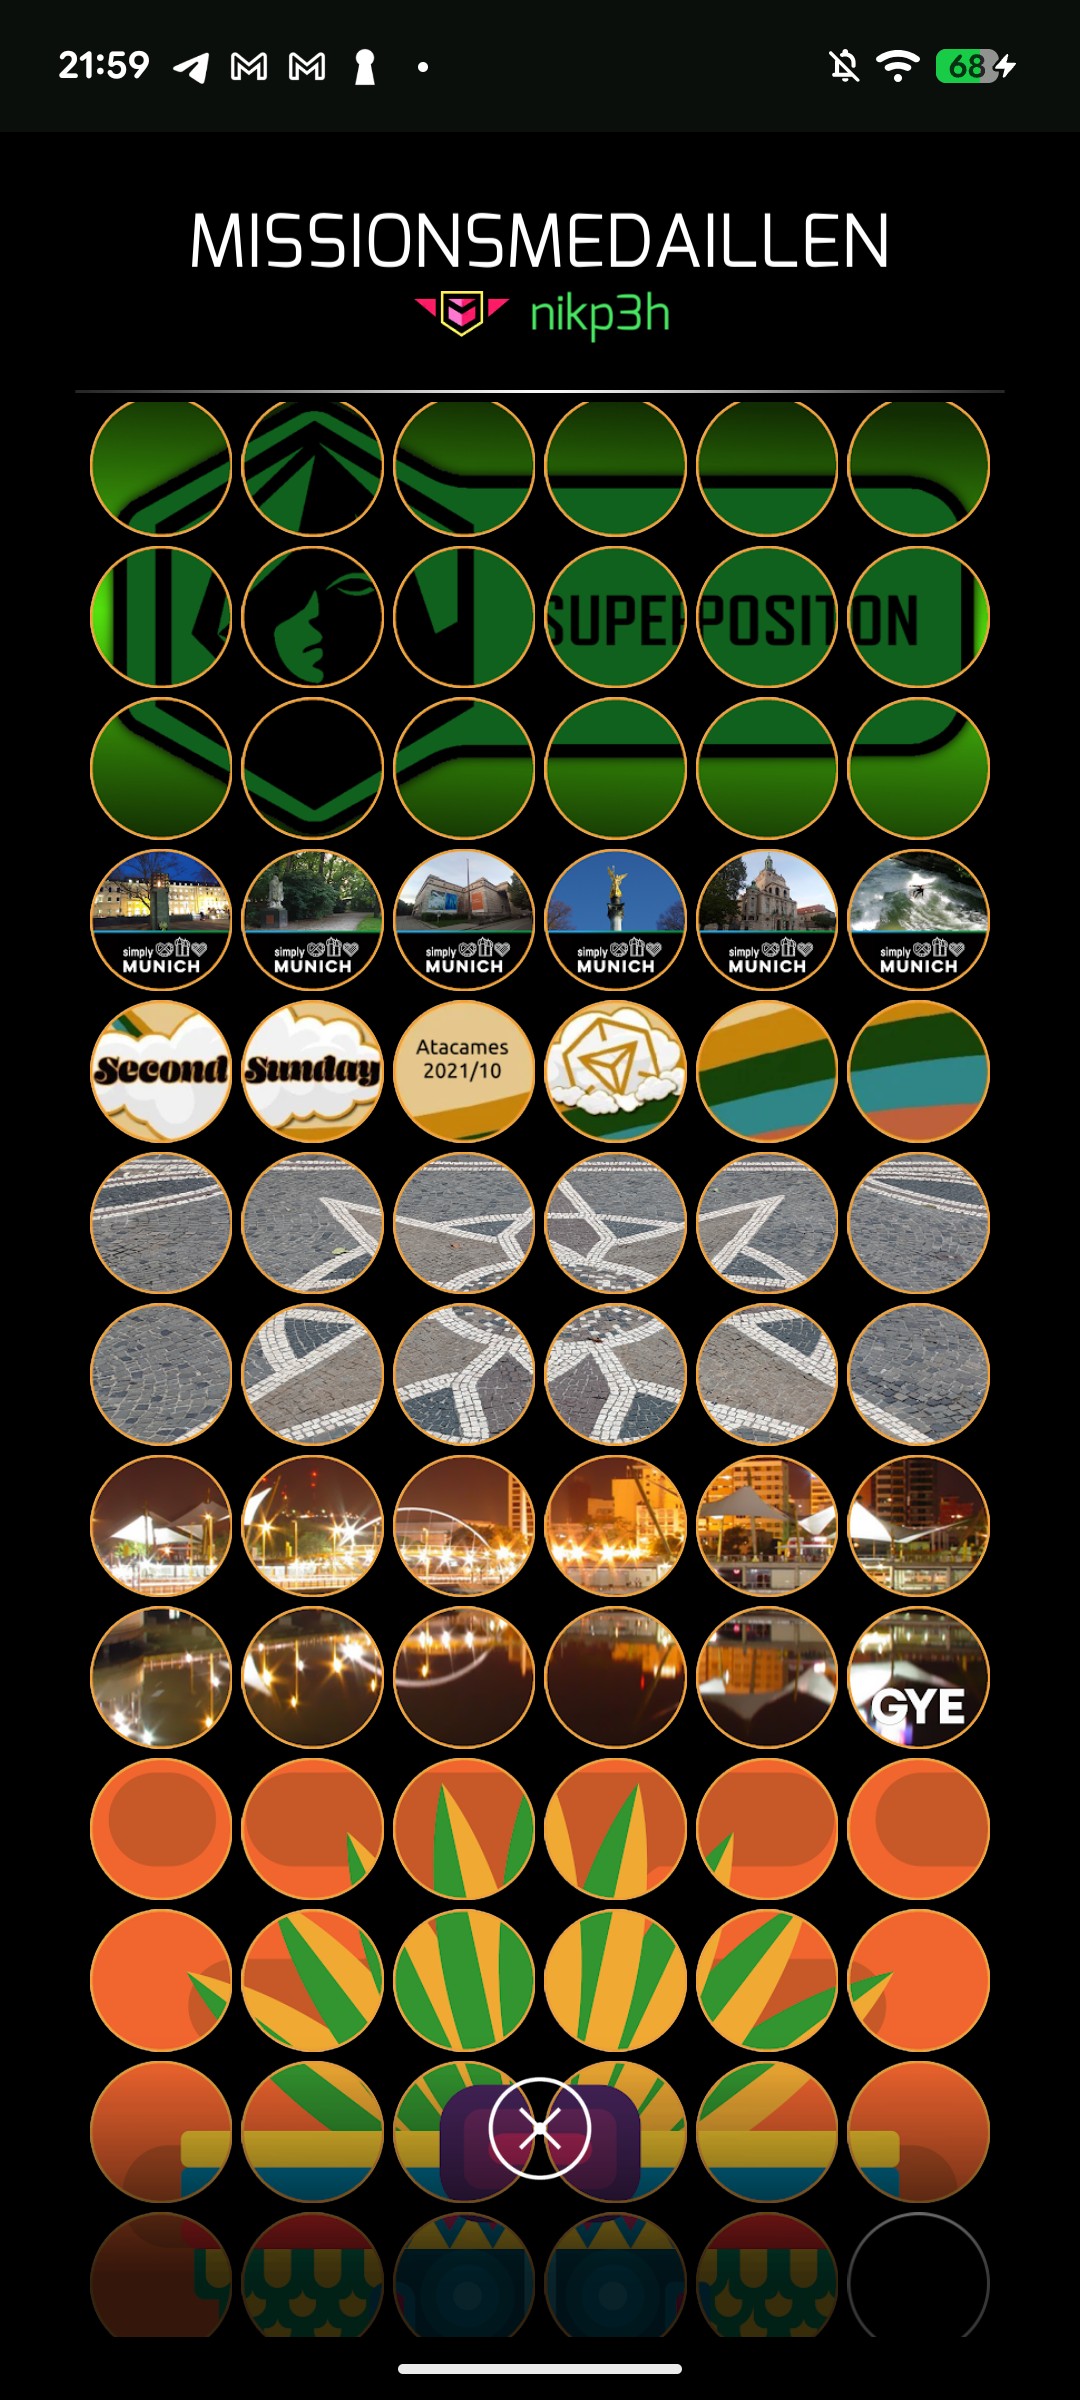 21:59
68
MISSIONSMEDAILLEN
nikp3h
SUPERPOSITION
simply MUNICH simply MUNICH simply MUNICH simply MUNICH simply MUNICH simply MUNICH
Second Sunday
Atacames
2021/10
GYE